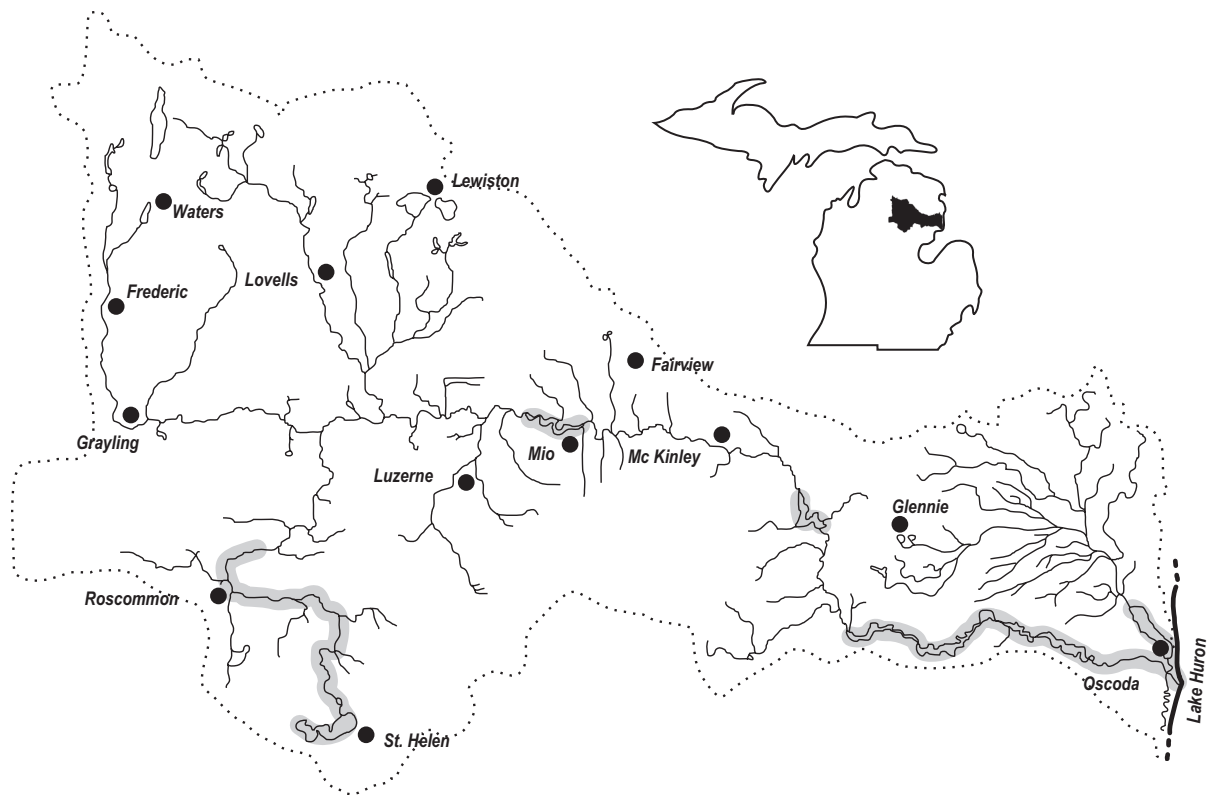 Lewiston
Waters
Lovells
Frederic
Fairview
Grayling
Mio
Mc Kinley
Luzerne
Glennie
Roscommon
Oscoda
Lake Huron
St. Helen